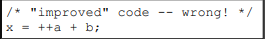 /* "improved" code -- wrong! */
x = ++a + b;